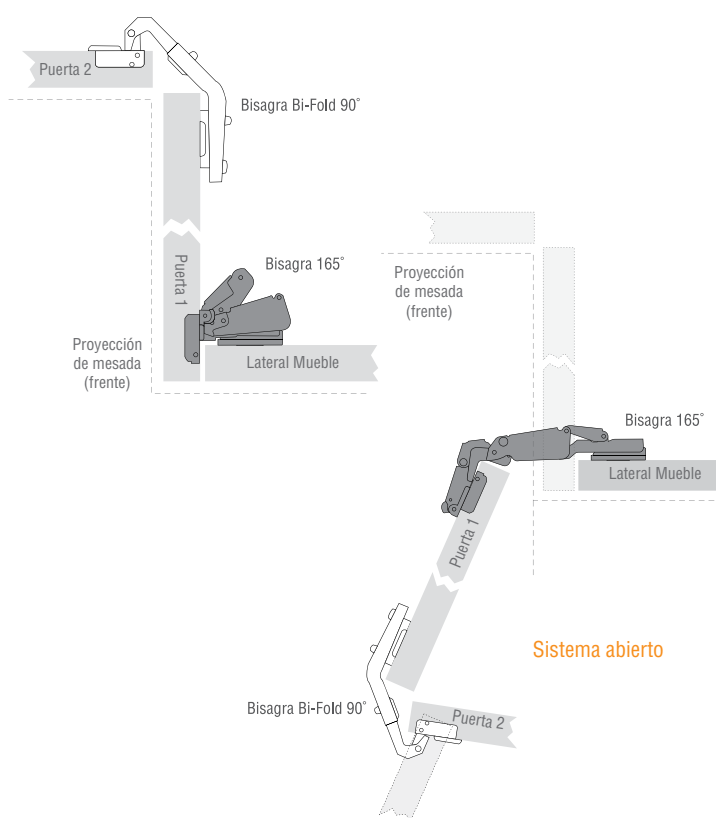 Puerta 2
Bisagra Bi-Fold 90˚
Puerta 1
Bisagra 165˚
Proyección
de mesada
(frente)
Lateral Mueble
Proyección
de mesada
(frente)
Bisagra 165˚
Lateral Mueble
Puerta 1
Sistema abierto
Bisagra Bi-Fold 90˚
Puerta 2